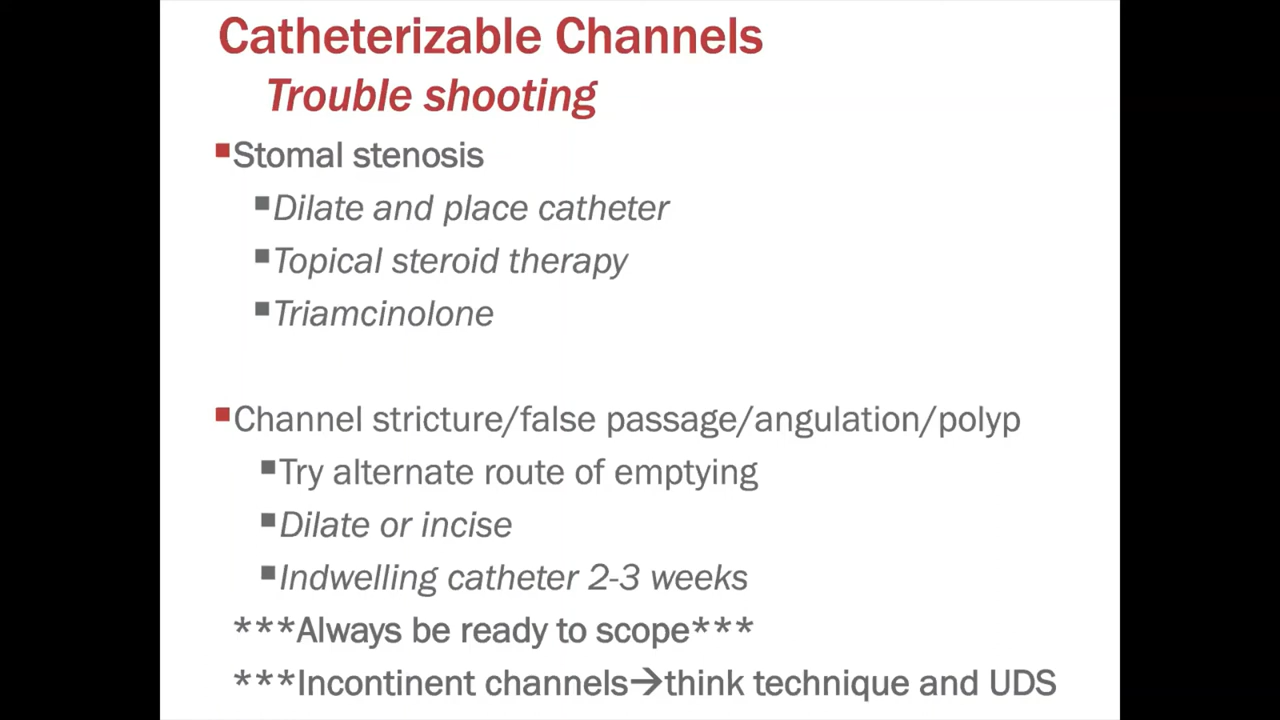 Catheterizable Channels
Trouble shooting
Stomal stenosis
Dilate and place catheter
Topical steroid therapy
Triamcinolone
Channel stricture/false passage/angulation/polyp
Try alternate route of emptying
Dilate or incise
Indwelling catheter 2-3 weeks
***Always be ready to scope***
***Incontinent channels→think technique and UDS